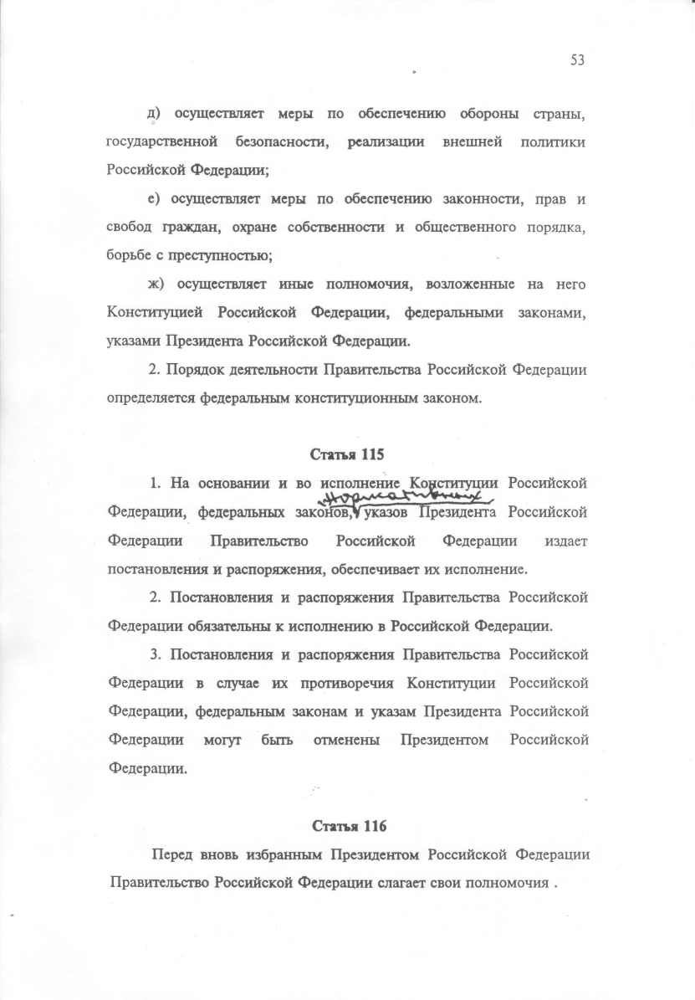 53
д) осуществляет меры по обеспечению обороны страны,
государственной безопасности, реализации внешней политики
Российской Федерации;
е) осуществляет меры по обеспечению законности, прав и
свобод граждан, охране собственности и общественного порядка,
борьбе с преступностью;
ж) осуществляет иные полномочия, возложенные на него
Конституцией Российской Федерации, федеральными законами,
указами Президента Российской Федерации.
2. Порядок деятельности Правительства Российской Федерации
определяется федеральным конституционным законом.
Статья 115
1. На основании и во исполнение Конституции Российской
нормативных
Федерации, федеральных законов, указов Президента Российской
Федерации Правительство Российской Федерации издает
постановления и распоряжения, обеспечивает их исполнение.
2. Постановления и распоряжения Правительства Российской
Федерации обязательны к исполнению в Российской Федерации.
3. Постановления и распоряжения Правительства Российской
Федерации в случае их противоречия Конституции Российской
Федерации, федеральным законам и указам Президента Российской
Федерации могут быть отменены Президентом Российской
Федерации.
Статья 116
Перед вновь избранным Президентом Российской Федерации
Правительство Российской Федерации слагает свои полномочия .